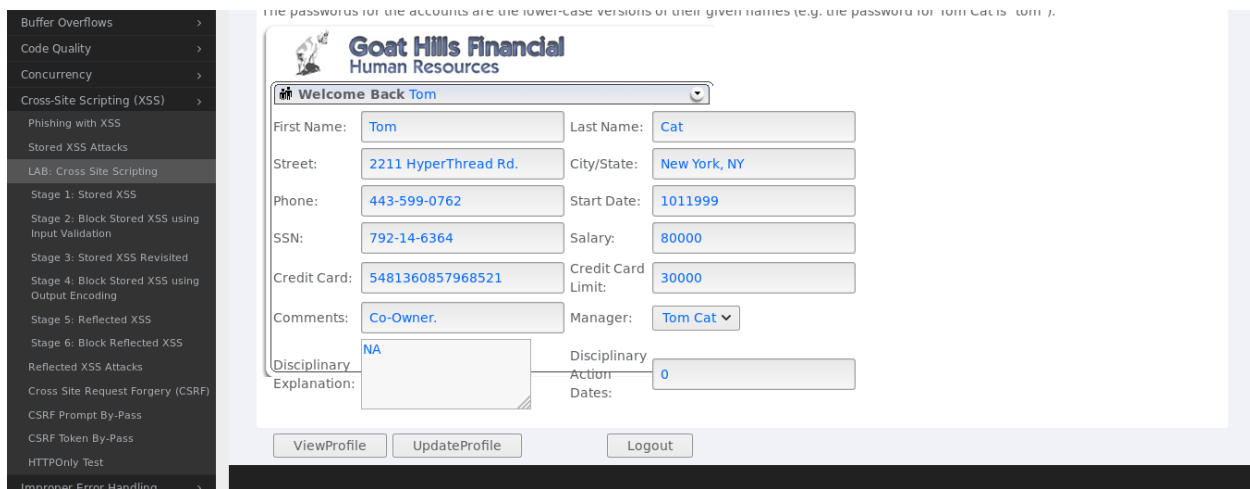 Buffer Overflows
Code Quality
Concurrency
Cross-Site Scripting (XSS)
Phishing with XSS
Stored XSS Attacks
LAB: Cross Site Scripting
Stage 1: Stored XSS
Stage 2: Block Stored XSS using
Input Validation
Stage 3: Stored XSS Revisited
Stage 4: Block Stored XSS using
Output Encoding
Stage 5: Reflected XSS
Stage 6: Block Reflected XSS
Reflected XSS Attacks
Cross Site Request Forgery (CSRF)
CSRF Prompt By-Pass
CSRF Token By-Pass
HTTPOnly Test
Improper Error Handling
The passwords for the accounts are the lower-case versions of their given names (e.g. the password for Tom Cat is "tom").
Goat Hills Financial
Human Resources
Welcome Back Tom
First Name: Tom Last Name: Cat
Street: 2211 HyperThread Rd. City/State: New York, NY
Phone: 443-599-0762 Start Date: 1011999
SSN: 792-14-6364 Salary: 80000
Credit Card: 5481360857968521 Credit Card
Limit: 30000
Comments: Co-Owner. Manager: Tom Cat
Disciplinary
Explanation: NA
Disciplinary
Action
Dates: 0
ViewProfile UpdateProfile Logout